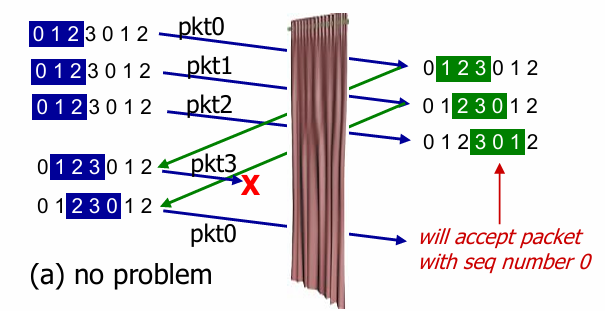 0 1 2 3 0 1 2 pkt0
0 1 2 3 0 1 2 pkt1
0 1 2 3 0 1 2 pkt2
0 1 2 3 0 1 2 pkt3
X
0 1 2 3 0 1 2
pkt0
(a) no problem
0 1 2 3 0 1 2
0 1 2 3 0 1 2
0 1 2 3 0 1 2
will accept packet
with seq number 0